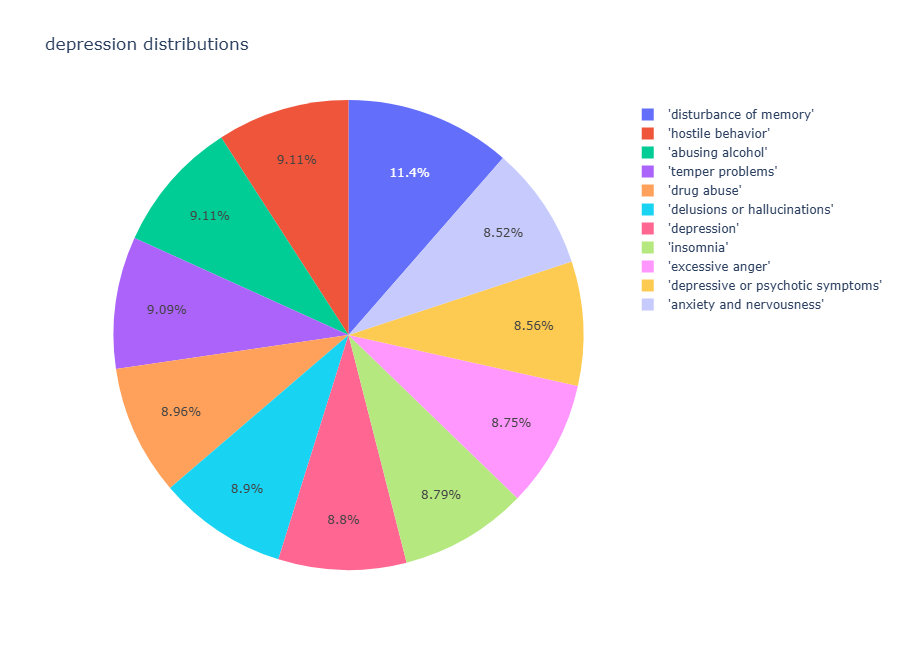 depression distributions
9.11%
11.4%
9.11%
8.52%
9.09%
8.56%
8.96%
8.75%
8.9%
8.79%
8.8%
'disturbance of memory'
'hostile behavior'
'abusing alcohol'
'temper problems'
'drug abuse'
'delusions or hallucinations'
'depression'
'insomnia'
'excessive anger'
'depressive or psychotic symptoms'
'anxiety and nervousness'